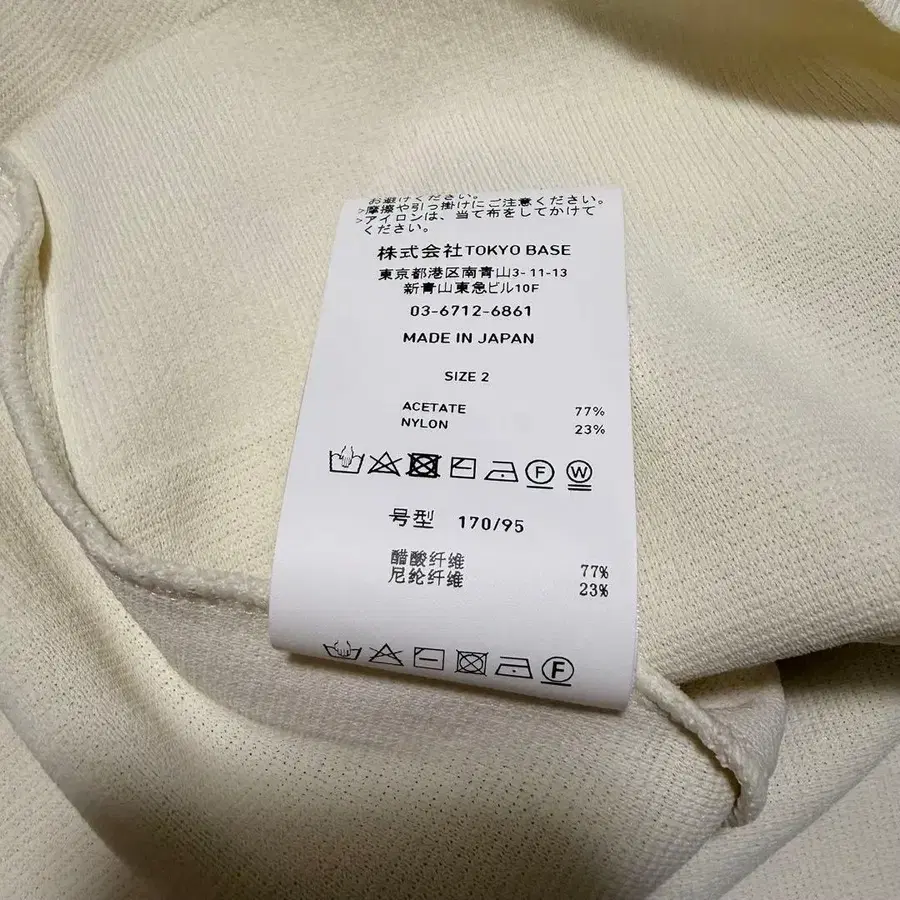 お避けください。
>摩擦や引っ掛けにご注意ください。
>アイロンは、当て布をしてかけて
ください。
株式会社TOKYO BASE
東京都港区南青山3-11-13
新青山東急ビル10F
03-6712-6861
MADE IN JAPAN
SIZE 2
ACETATE 77%
NYLON 23%
F W
号型 170/95
醋酸纤维 77%
尼纶纤维 23%
F